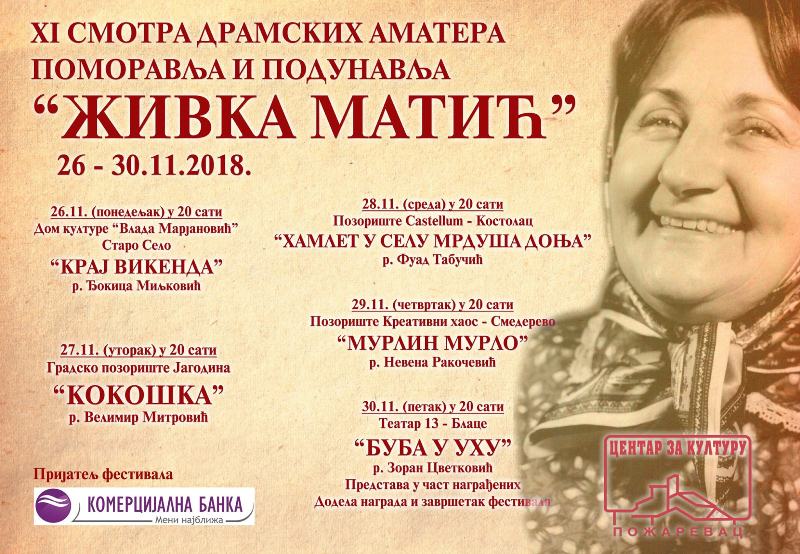 XI СМОТРА ДРАМСКИХ АМАТЕРА
ПОМОРАВЉА И ПОДУНАВЉА
“ЖИВКА МАТИЋ”
26 - 30.11.2018.
26.11. (понедељак) у 20 сати
Дом културе “Влада Марјановић”
Старо Село
“КРАЈ ВИКЕНДА”
р. Ђокица Миљковић
27.11. (уторак) у 20 сати
Градско позориште Јагодина
“КОКОШКА”
р. Велимир Митровић
28.11. (среда) у 20 сати
Позориште Castellum - Костолац
“ХАМЛЕТ У СЕЛУ МРДУША ДОЊА”
р. Фуад Табучић
29.11. (четвртак) у 20 сати
Позориште Креативни хаос - Смедерево
“МУРЛИН МУРЛО”
р. Невена Ракочевић
30.11. (петак) у 20 сати
Театар 13 - Блаце
“БУБА У УХУ”
р. Зоран Цветковић
Представа у част награђених
Додела награда и завршетак фестивала
Пријатељ фестивала
КОМЕРЦИЈАЛНА БАНКА
Мени најближа
ЦЕНТАР ЗА КУЛТУРУ
ПОЖАРЕВАЦ